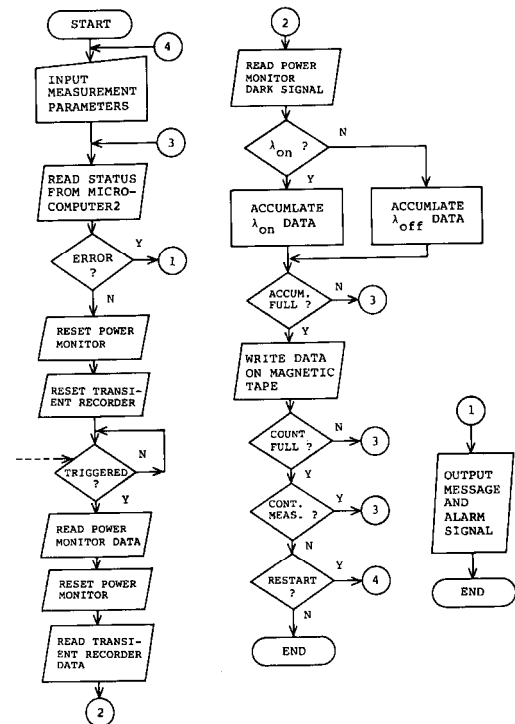 START
4
INPUT
MEASUREMENT
PARAMETERS
3
READ STATUS
FROM MICRO-
COMPUTER2
ERROR
?
Y
1
N
RESET POWER
MONITOR
RESET TRANSI-
ENT RECORDER
TRIGGERED
?
N
Y
READ POWER
MONITOR DATA
RESET POWER
MONITOR
READ TRANSI-
ENT RECORDER
DATA
2
2
READ POWER
MONITOR
DARK SIGNAL
λon ?
N
Y
ACCUMLATE
λon DATA
ACCUMLATE
λoff DATA
ACCUM.
FULL ?
N
3
Y
WRITE DATA
ON MAGNETIC
TAPE
COUNT
FULL ?
N
3
Y
CONT.
MEAS. ?
Y
3
N
RESTART
?
Y
4
N
END
1
OUTPUT
MESSAGE
AND
ALARM
SIGNAL
END